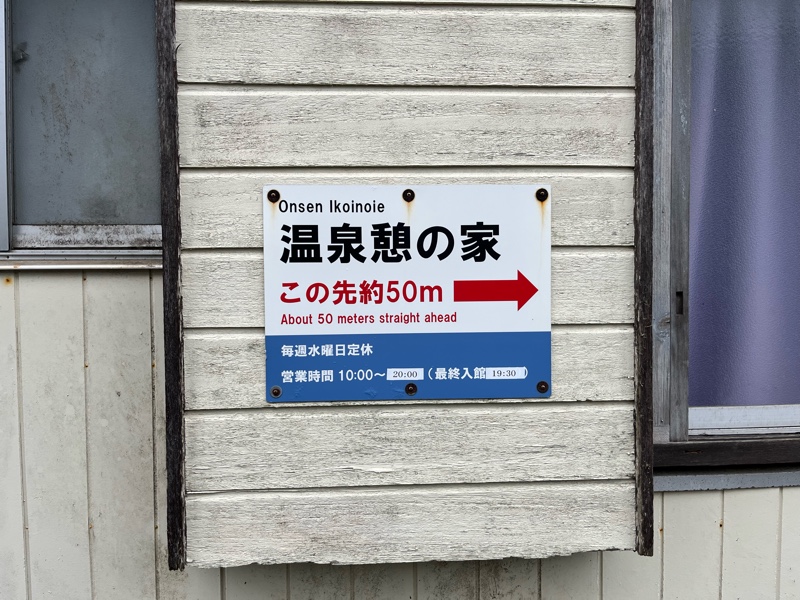 Onsen Ikoinoie
温泉憩の家
この先約50m
About 50 meters straight ahead
毎週水曜日定休
営業時間 10:00〜20:00（最終入館19:30）